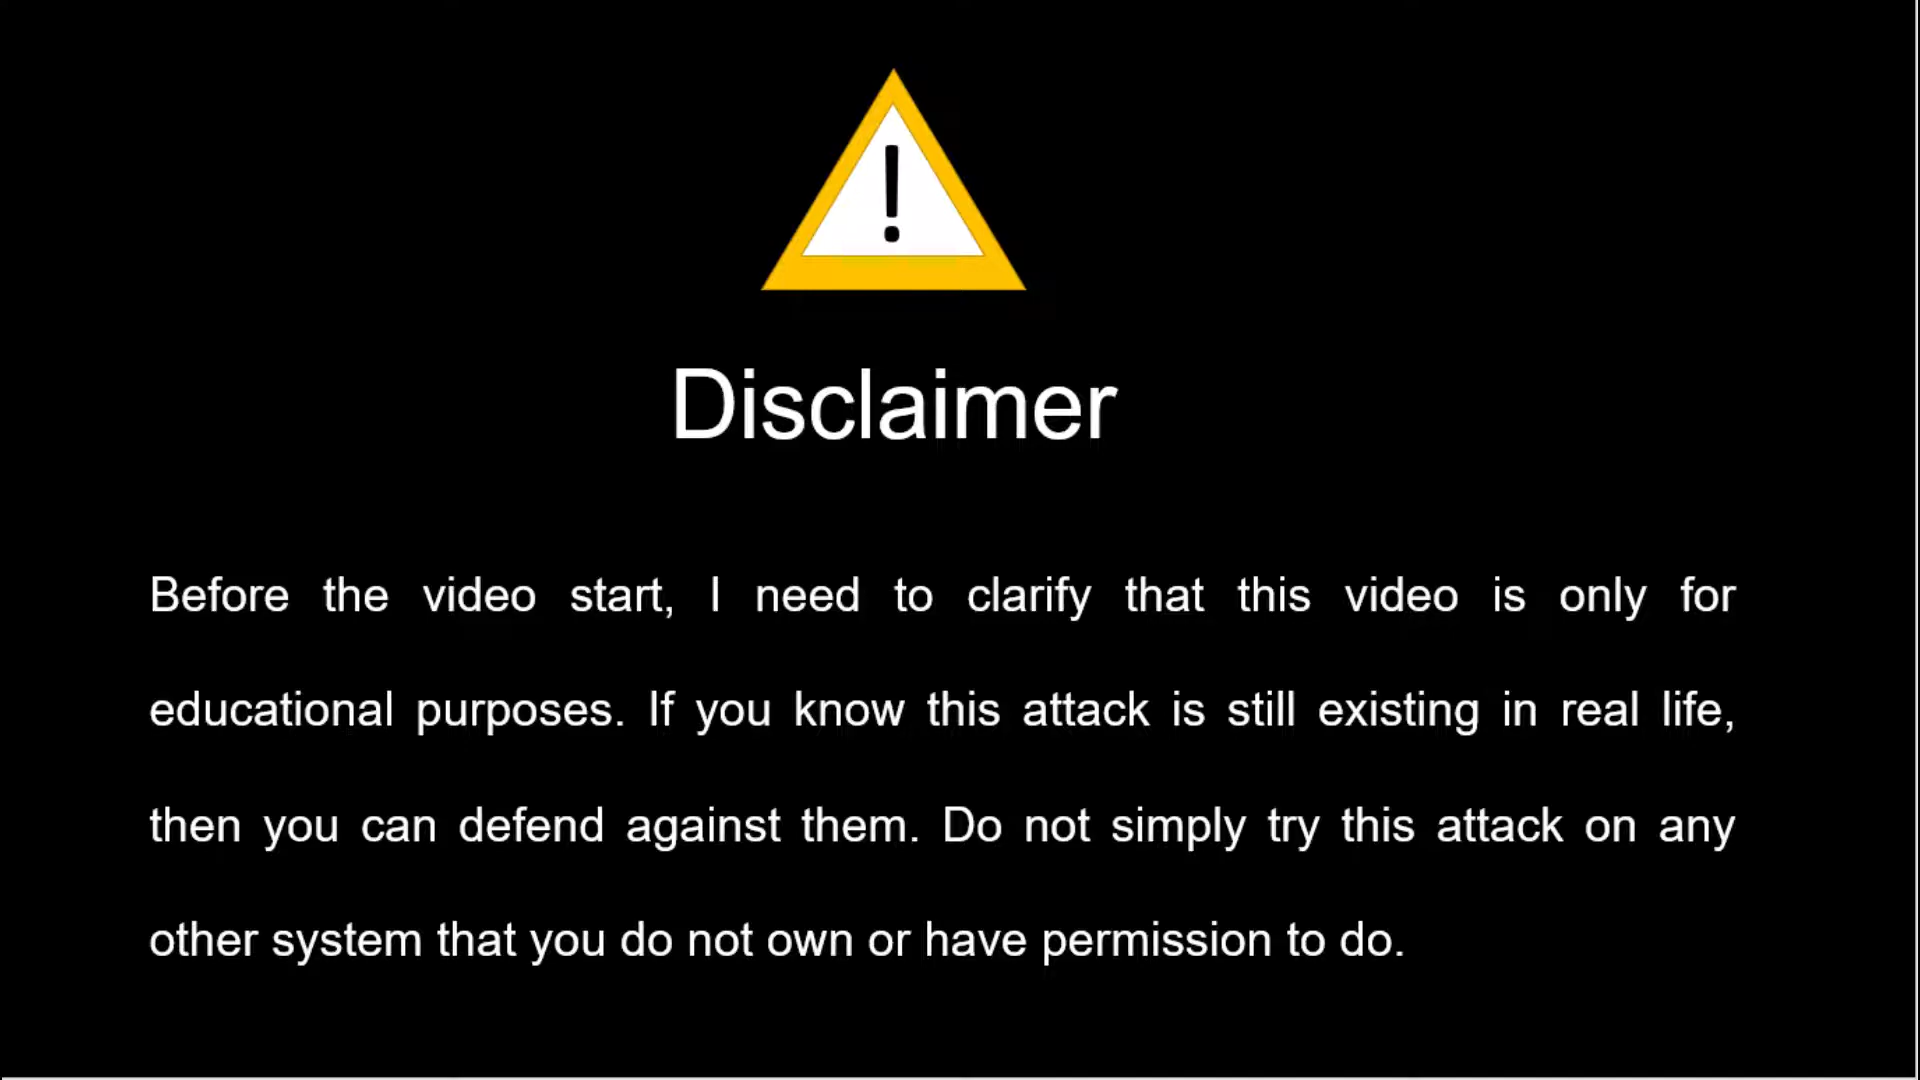 !
Disclaimer
Before the video start, I need to clarify that this video is only for
educational purposes. If you know this attack is still existing in real life,
then you can defend against them. Do not simply try this attack on any
other system that you do not own or have permission to do.